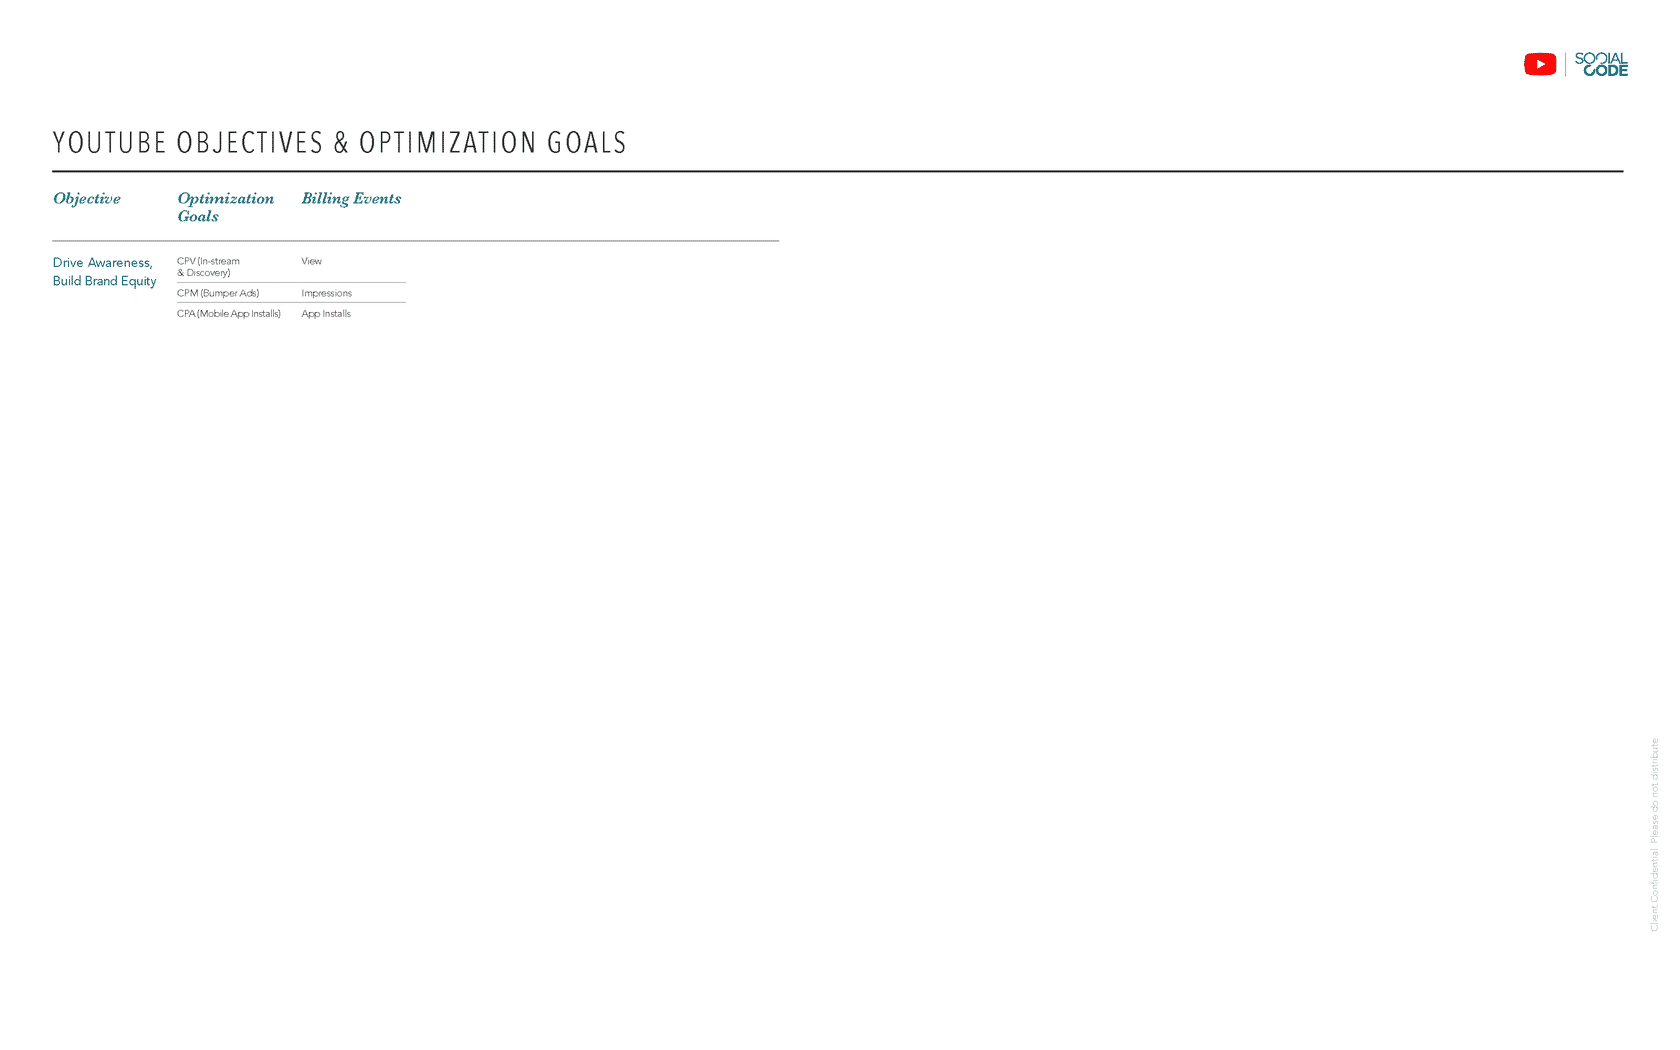 SOCIAL
CODE
YOUTUBE OBJECTIVES & OPTIMIZATION GOALS
Objective
Optimization
Goals
Billing Events
Drive Awareness,
Build Brand Equity
CPV (In-stream
& Discovery)
View
CPM (Bumper Ads)
Impressions
CPA (Mobile App Installs)
App Installs
Client Confidential Please do not distribute